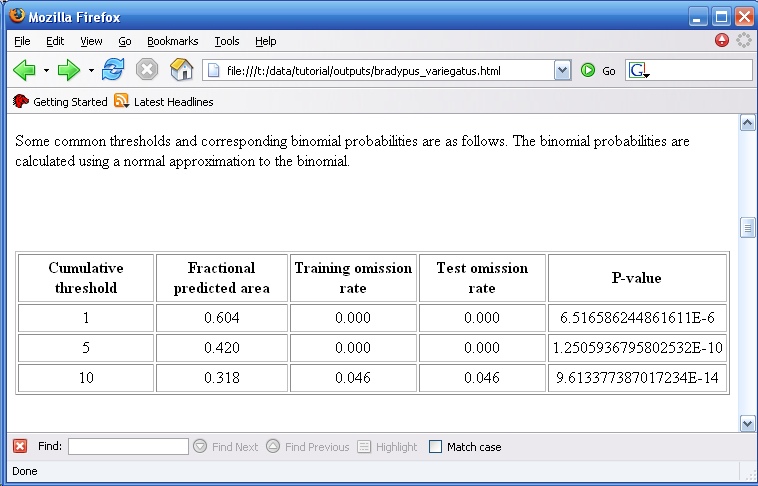 Mozilla Firefox
File Edit View Go Bookmarks Tools Help
file:///t:/data/tutorial/outputs/bradypus_variegatus.html Go G
Getting Started Latest Headlines
Some common thresholds and corresponding binomial probabilities are as follows. The binomial probabilities are
calculated using a normal approximation to the binomial.
Cumulative threshold Fractional predicted area Training omission rate Test omission rate P-value
1 0.604 0.000 0.000 6.516586244861611E-6
5 0.420 0.000 0.000 1.2505936795802532E-10
10 0.318 0.046 0.046 9.613377387017234E-14
Find: Find Next Find Previous Highlight Match case
Done